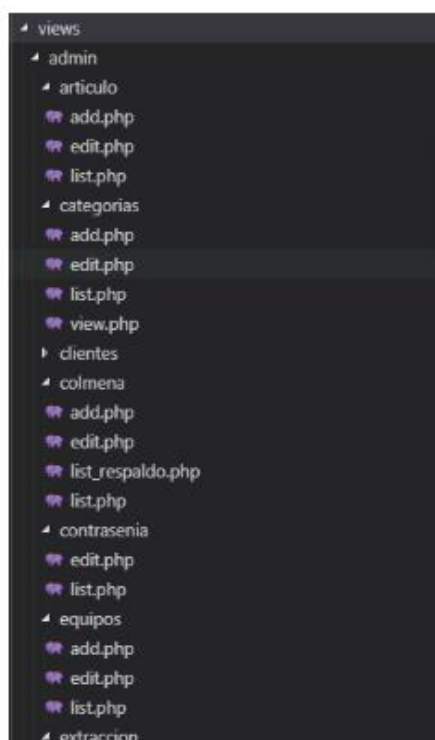 views
admin
articulo
add.php
edit.php
list.php
categorias
add.php
edit.php
list.php
view.php
clientes
colmena
add.php
edit.php
list_respaldo.php
list.php
contrasenia
edit.php
list.php
equipos
add.php
edit.php
list.php
extraccion